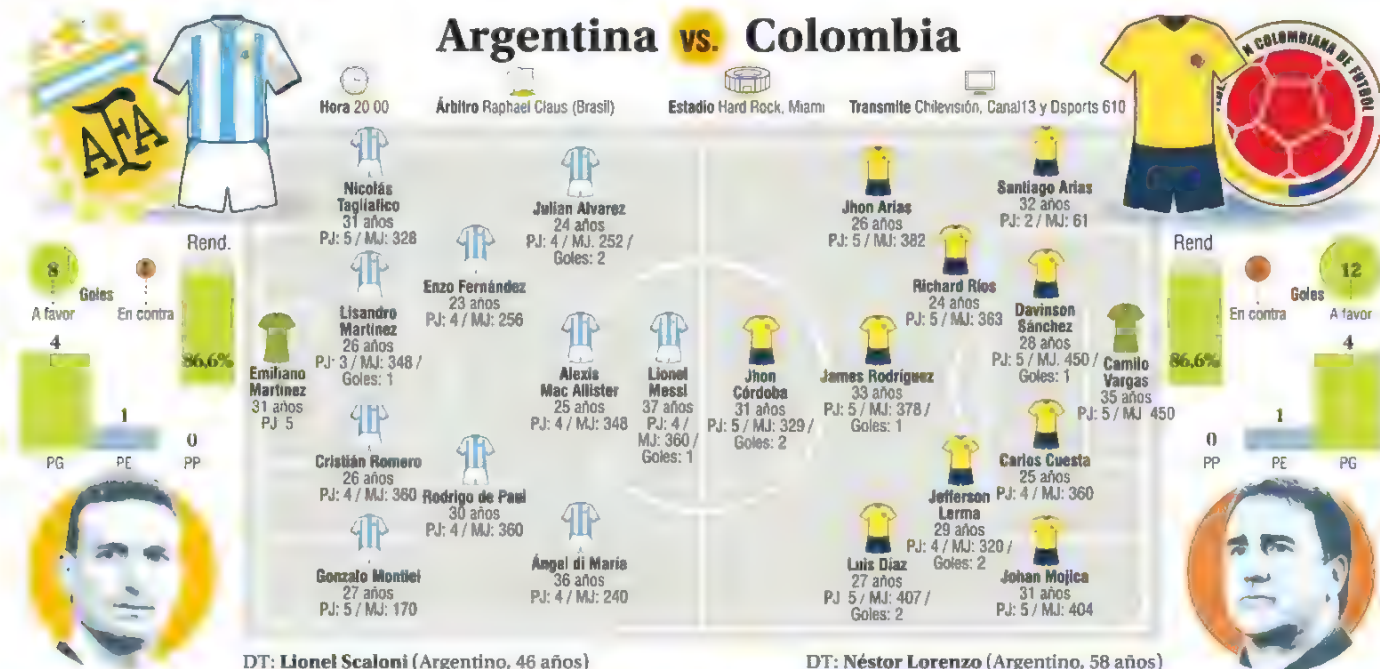 Argentina vs. Colombia
Hora 20 00
Árbitro Raphael Claus (Brasil)
Estadio Hard Rock, Miami
Transmite Chilevisión, Canal13 y Dsports 610
AFA
COLOMBIANA DE FUTBOL
Rend.
8
Goles
A favor
En contra
86,6%
4
1
0
PG
PE
PP
Emiliano
Martínez
31 años
PJ 5
Nicolás
Tagliafico
31 años
PJ: 5 / MJ: 328
Lisandro
Martínez
26 años
PJ: 3 / MJ: 348 /
Goles: 1
Cristián Romero
26 años
PJ: 4 / MJ: 360
Gonzalo Montiel
27 años
PJ: 5 / MJ: 170
Enzo Fernández
23 años
PJ: 4 / MJ: 256
Rodrigo de Paul
30 años
PJ: 4 / MJ: 360
Julian Alvarez
24 años
PJ: 4 / MJ. 252 /
Goles: 2
Alexis
Mac Allister
25 años
PJ: 4 / MJ: 348
Ángel di María
36 años
PJ: 4 / MJ: 240
Lionel
Messi
37 años
PJ: 4 /
MJ: 360 /
Goles: 1
Jhon
Córdoba
31 años
PJ: 5 / MJ: 329 /
Goles: 2
Jhon Arias
26 años
PJ: 5 / MJ: 382
James Rodríguez
33 años
PJ: 5 / MJ: 378 /
Goles: 1
Luis Díaz
27 años
PJ 5 / MJ: 407 /
Goles: 2
Richard Ríos
24 años
PJ: 5 / MJ: 363
Jefferson
Lerma
29 años
PJ: 4 / MJ: 320 /
Goles: 2
Santiago Arias
32 años
PJ: 2 / MJ: 61
Davinson
Sánchez
28 años
PJ: 5 / MJ: 450 /
Goles: 1
Carlos Cuesta
25 años
PJ: 4 / MJ: 360
Johan Mojica
31 años
PJ: 5 / MJ: 404
Camilo
Vargas
35 años
PJ: 5 / MJ 450
Rend
12
Goles
En contra
A favor
86,6%
4
1
0
PP
PE
PG
DT: Lionel Scaloni (Argentino, 46 años)
DT: Néstor Lorenzo (Argentino, 58 años)